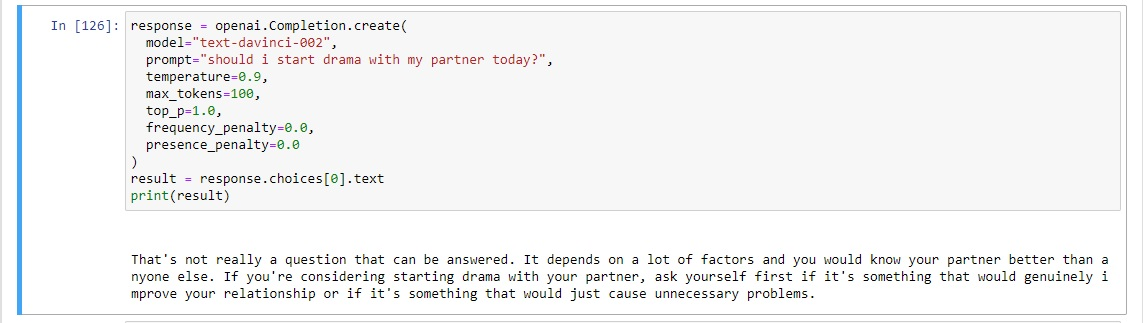 In [126]: response = openai.Completion.create(
  model="text-davinci-002",
  prompt="should i start drama with my partner today?",
  temperature=0.9,
  max_tokens=100,
  top_p=1.0,
  frequency_penalty=0.0,
  presence_penalty=0.0
)
result = response.choices[0].text
print(result)
That's not really a question that can be answered. It depends on a lot of factors and you would know your partner better than a
nyone else. If you're considering starting drama with your partner, ask yourself first if it's something that would genuinely i
mprove your relationship or if it's something that would just cause unnecessary problems.